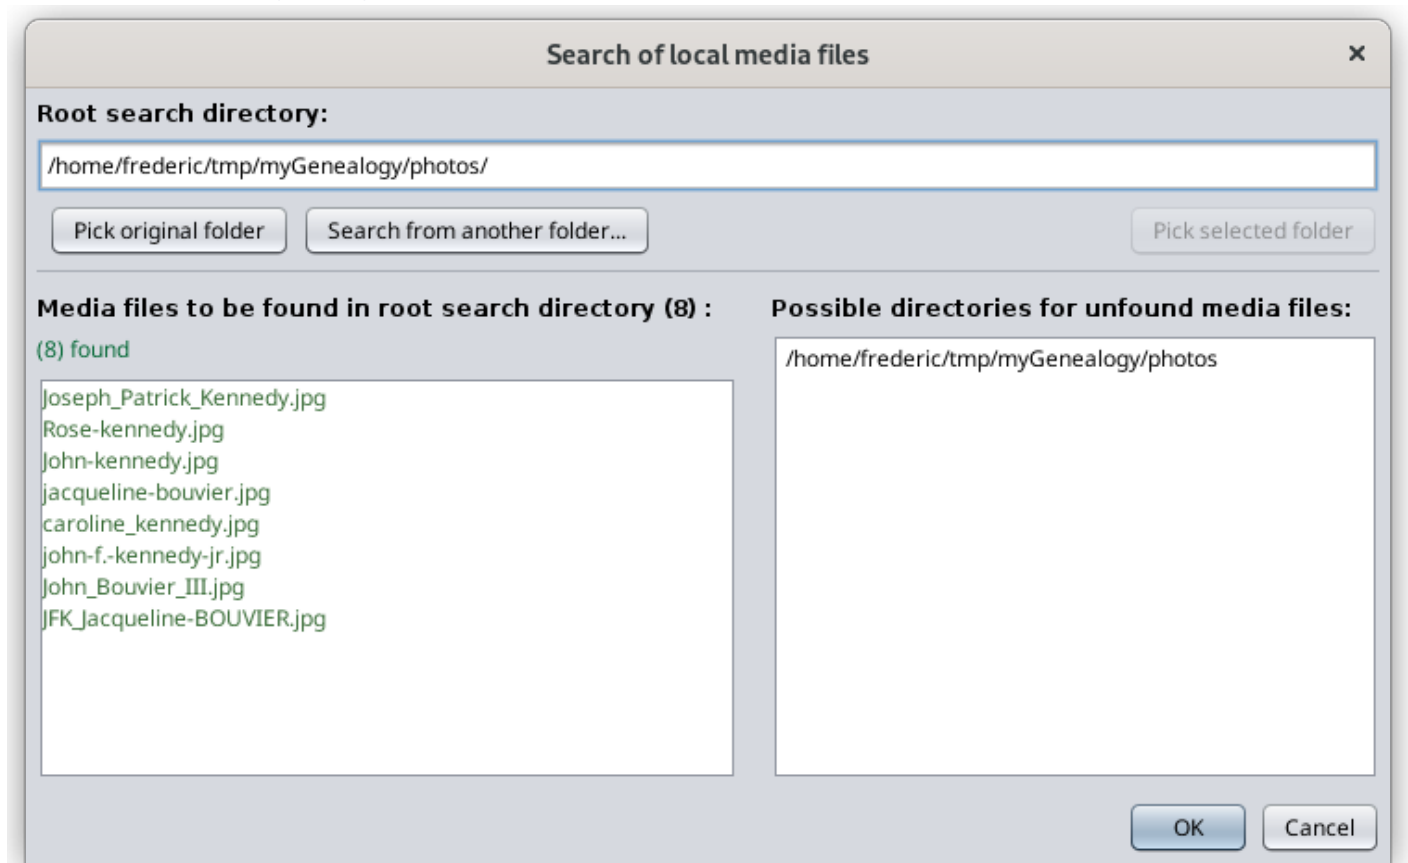 Search of local media files
×
Root search directory:
/home/frederic/tmp/myGenealogy/photos/
Pick original folder
Search from another folder...
Pick selected folder
Media files to be found in root search directory (8) :
(8) found
Joseph_Patrick_Kennedy.jpg
Rose-kennedy.jpg
John-kennedy.jpg
jacqueline-bouvier.jpg
caroline_kennedy.jpg
john-f.-kennedy-jr.jpg
John_Bouvier_III.jpg
JFK_Jacqueline-BOUVIER.jpg
Possible directories for unfound media files:
/home/frederic/tmp/myGenealogy/photos
OK
Cancel